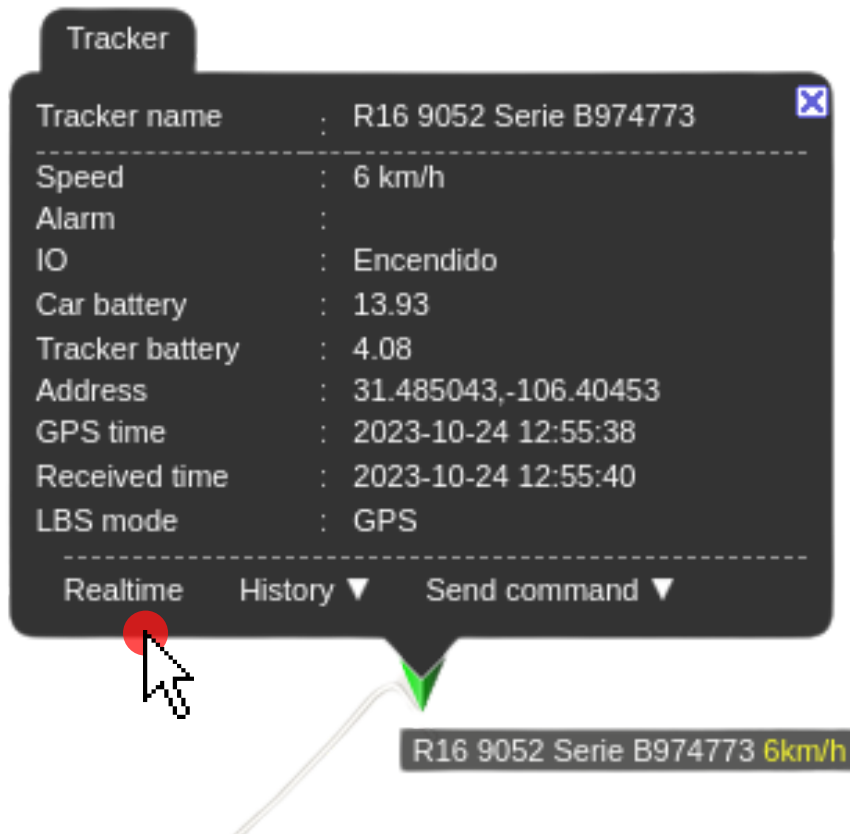 Tracker
Tracker name : R16 9052 Serie B974773
Speed : 6 km/h
Alarm :
IO : Encendido
Car battery : 13.93
Tracker battery : 4.08
Address : 31.485043,-106.40453
GPS time : 2023-10-24 12:55:38
Received time : 2023-10-24 12:55:40
LBS mode : GPS
Realtime History ▼ Send command ▼
R16 9052 Serie B974773 6km/h